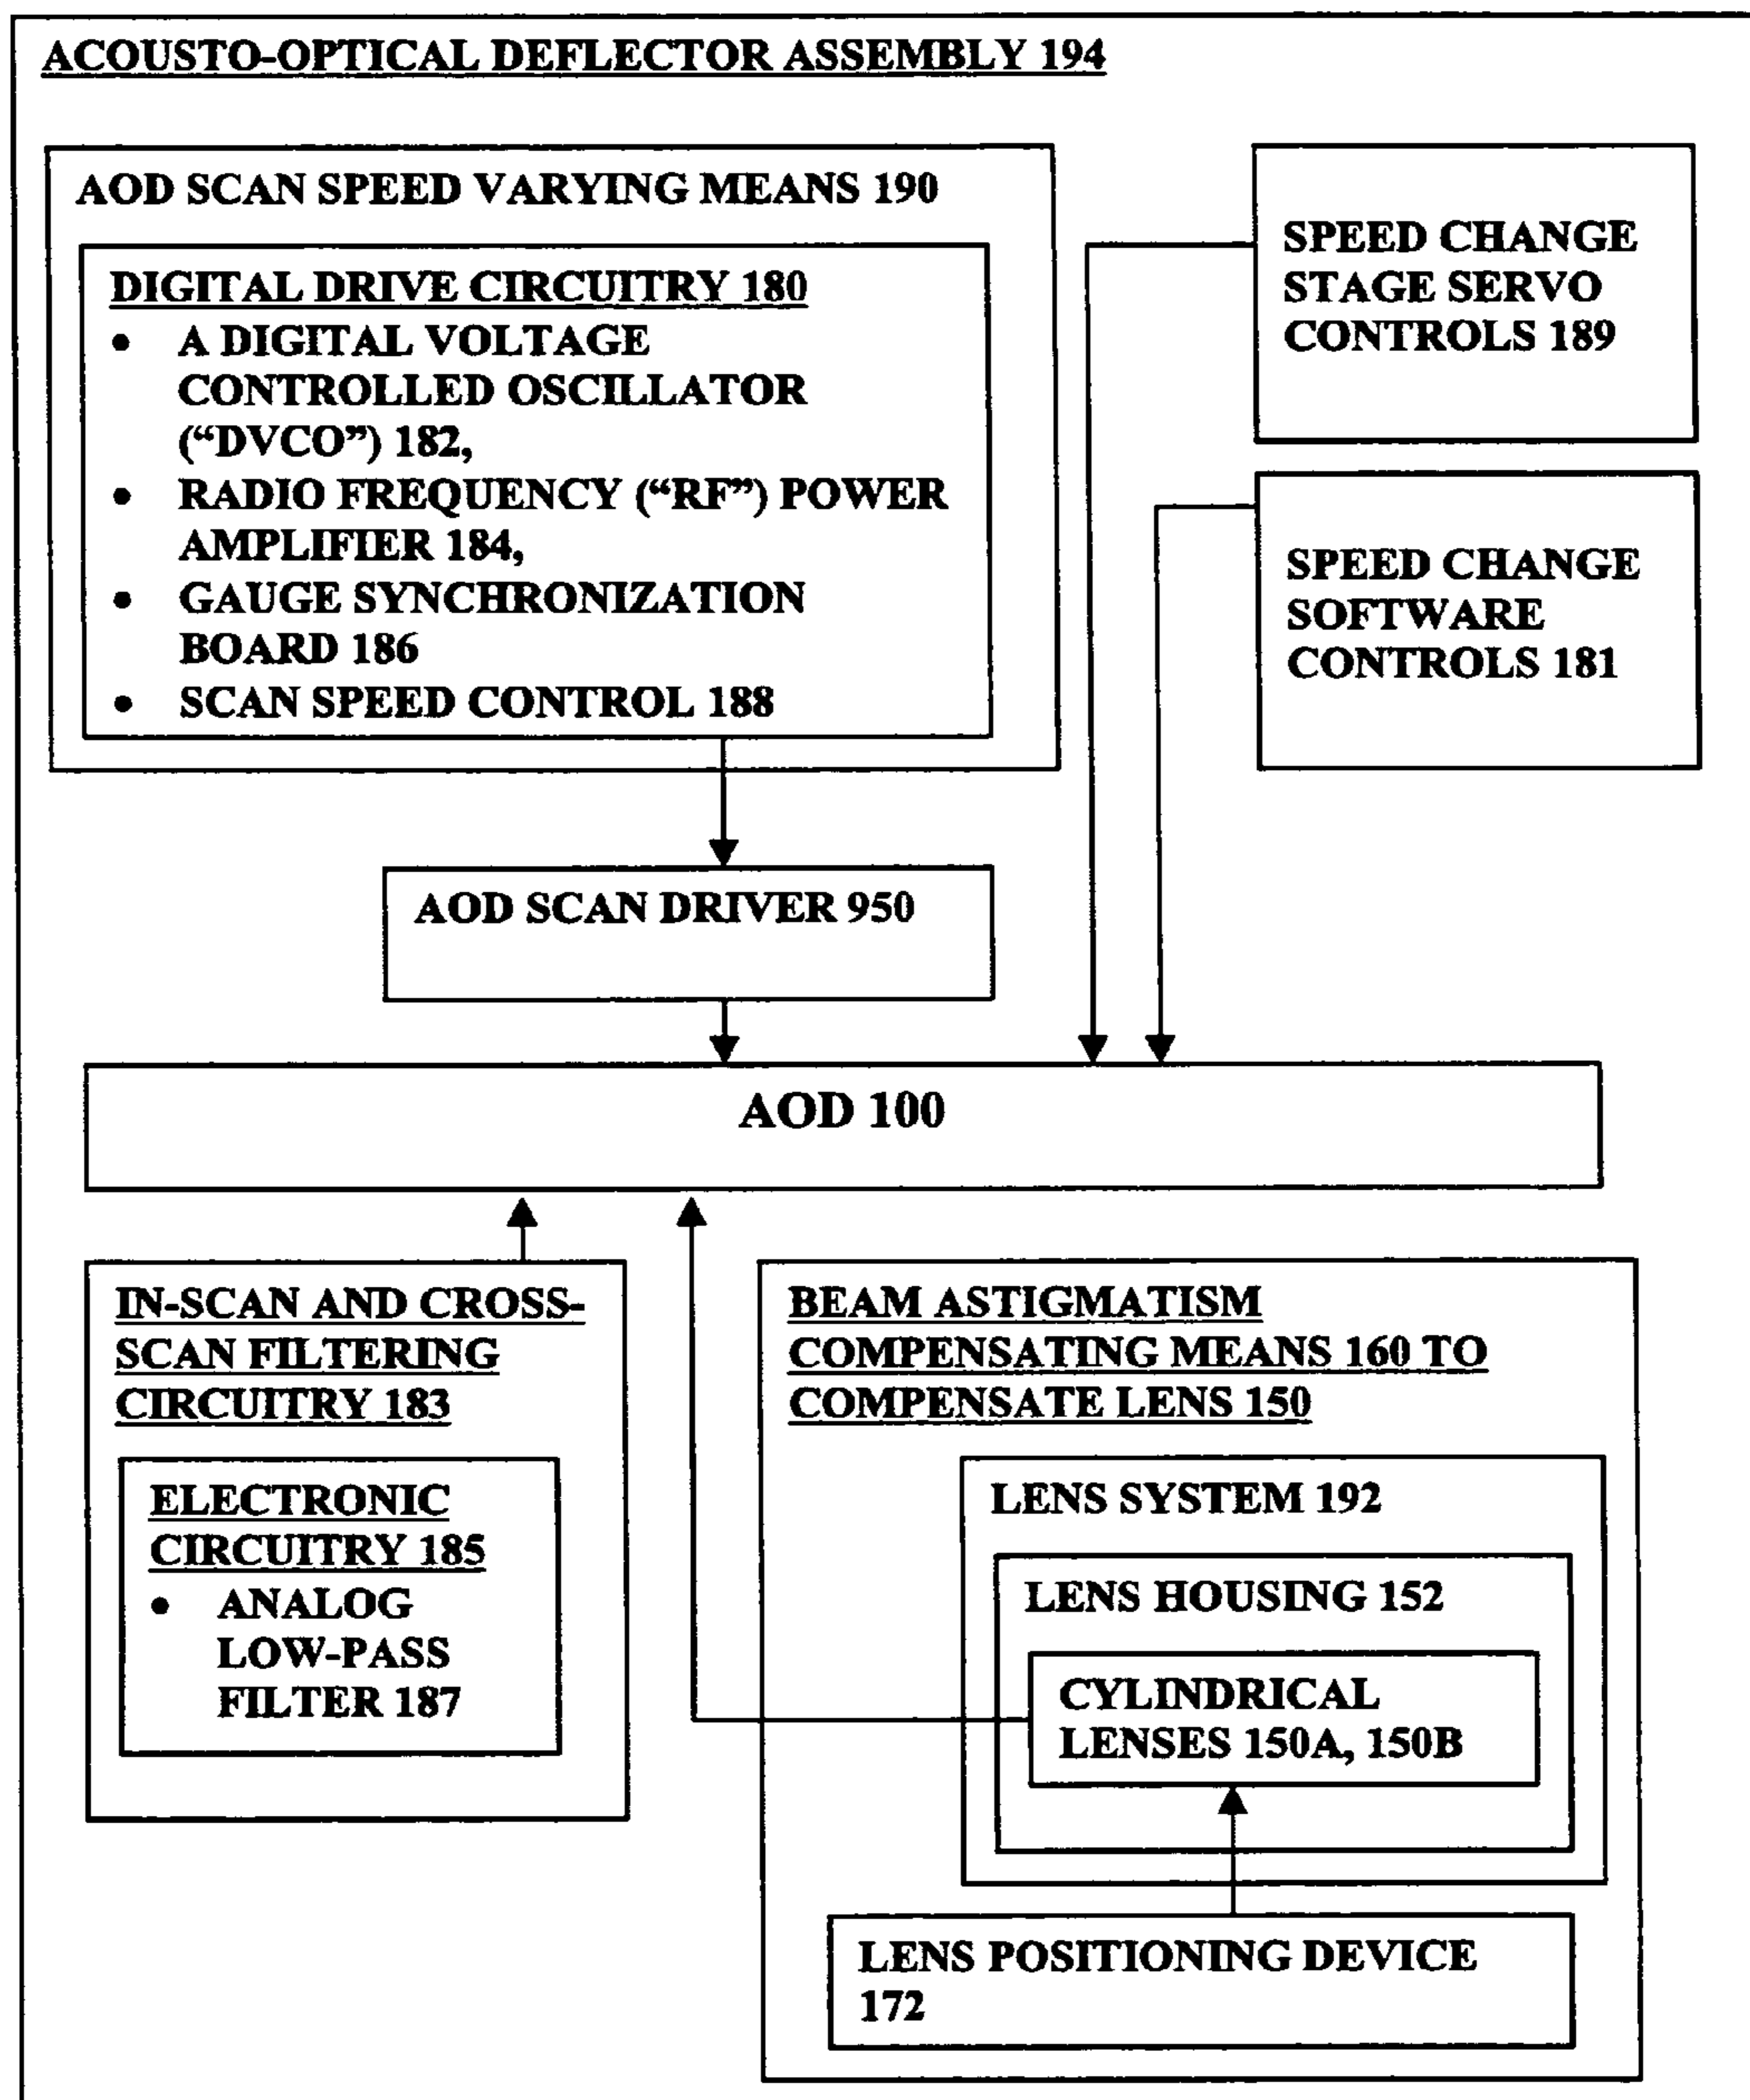 ACOUSTO-OPTICAL DEFLECTOR ASSEMBLY 194
AOD SCAN SPEED VARYING MEANS 190
DIGITAL DRIVE CIRCUITRY 180
• A DIGITAL VOLTAGE
CONTROLLED OSCILLATOR
(“DVCO”) 182,
• RADIO FREQUENCY (“RF”) POWER
AMPLIFIER 184,
• GAUGE SYNCHRONIZATION
BOARD 186
• SCAN SPEED CONTROL 188
SPEED CHANGE
STAGE SERVO
CONTROLS 189
SPEED CHANGE
SOFTWARE
CONTROLS 181
AOD SCAN DRIVER 950
AOD 100
IN-SCAN AND CROSS-
SCAN FILTERING
CIRCUITRY 183
ELECTRONIC
CIRCUITRY 185
• ANALOG
LOW-PASS
FILTER 187
BEAM ASTIGMATISM
COMPENSATING MEANS 160 TO
COMPENSATE LENS 150
LENS SYSTEM 192
LENS HOUSING 152
CYLINDRICAL
LENSES 150A, 150B
LENS POSITIONING DEVICE
172